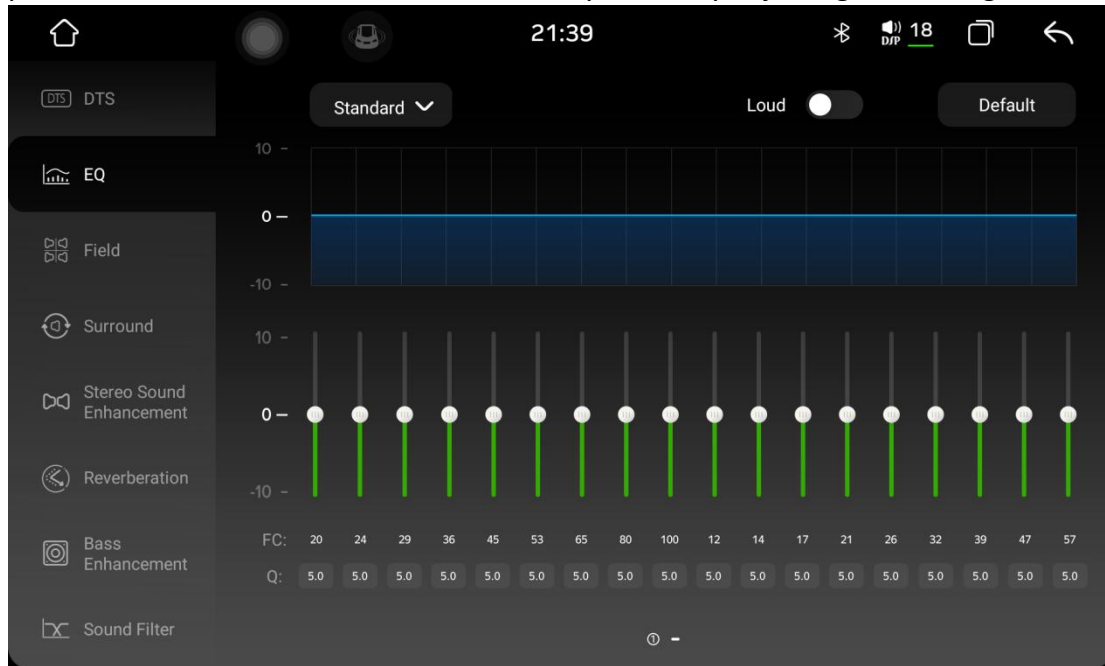 21:39
DSP 18
DTS DTS
Standard
Loud
Default
EQ
Field
Surround
Stereo Sound
Enhancement
Reverberation
Bass
Enhancement
Sound Filter
10
0
-10
10
0
-10
FC: 20 24 29 36 45 53 65 80 100 12 14 17 21 26 32 39 47 57
Q: 5.0 5.0 5.0 5.0 5.0 5.0 5.0 5.0 5.0 5.0 5.0 5.0 5.0 5.0 5.0 5.0 5.0 5.0
①